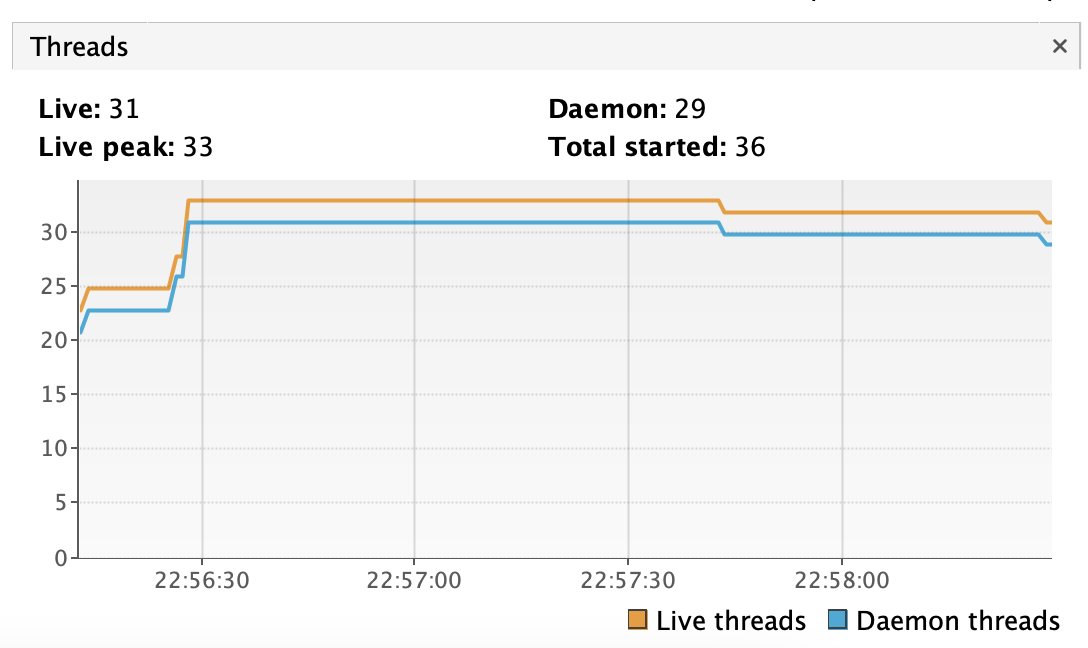 Threads ×
Live: 31 Daemon: 29
Live peak: 33 Total started: 36
30
25
20
15
10
5
0
22:56:30 22:57:00 22:57:30 22:58:00
Live threads Daemon threads